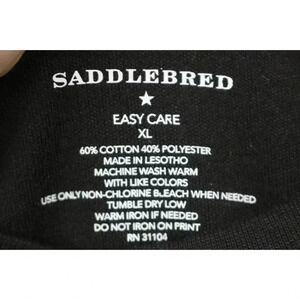 SADDLEBRED
EASY CARE
XL
60% COTTON 40% POLYESTER
MADE IN LESOTHO
MACHINE WASH WARM
WITH LIKE COLORS
USE ONLY NON-CHLORINE BLEACH WHEN NEEDED
TUMBLE DRY LOW
WARM IRON IF NEEDED
DO NOT IRON ON PRINT
RN 31104